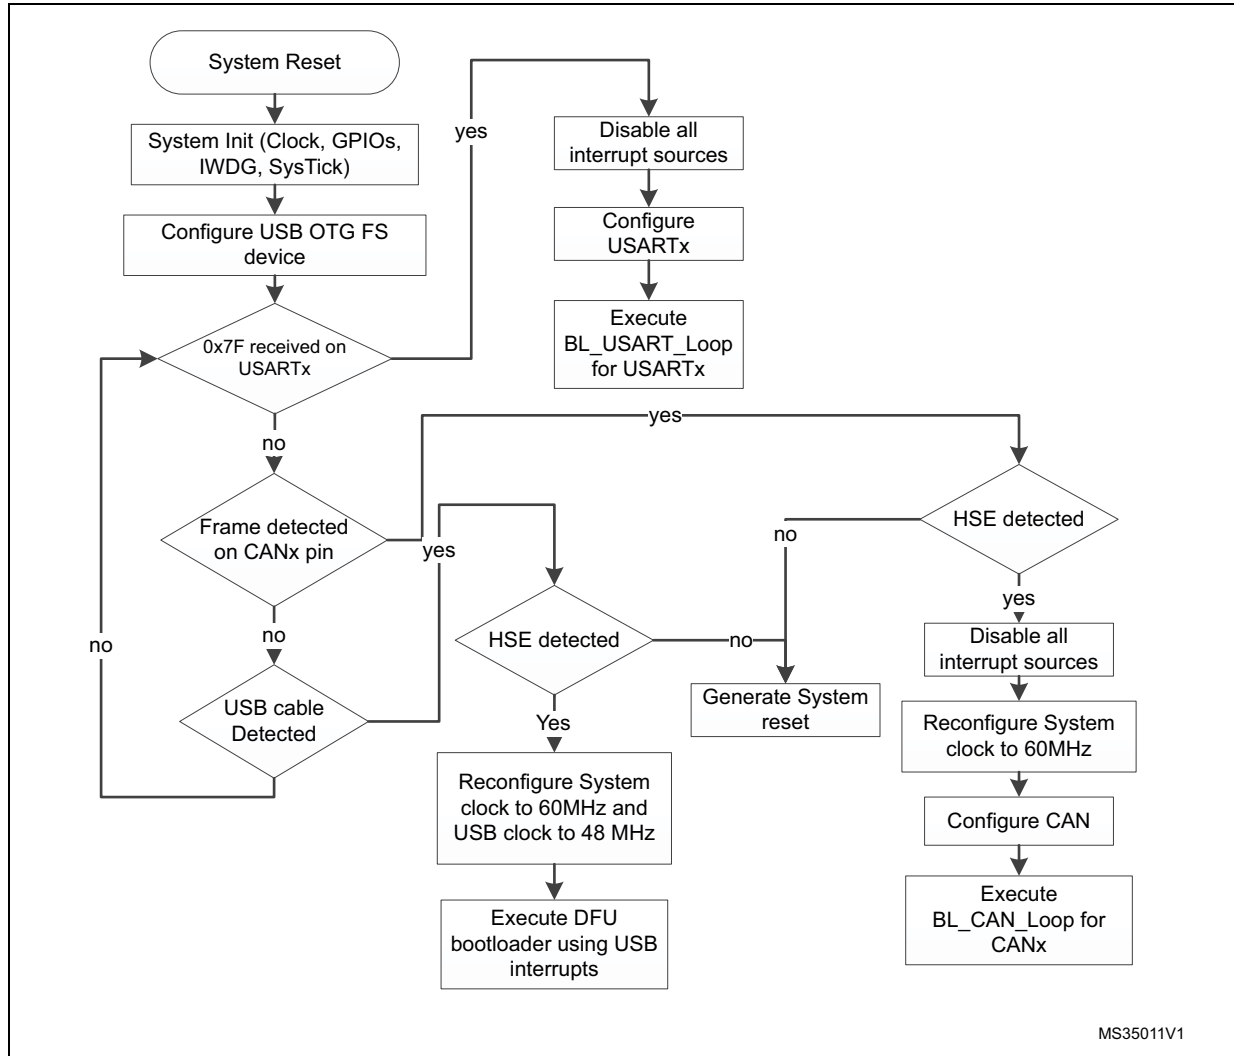 System Reset
System Init (Clock, GPIOs,
IWDG, SysTick)
Configure USB OTG FS
device
0x7F received on
USARTx
yes
Disable all
interrupt sources
Configure
USARTx
Execute
BL_USART_Loop
for USARTx
no
Frame detected
on CANx pin
yes
HSE detected
no
yes
Disable all
interrupt sources
Reconfigure System
clock to 60MHz
Configure CAN
Execute
BL_CAN_Loop for
CANx
no
USB cable
Detected
no
yes
HSE detected
no
Generate System
reset
Yes
Reconfigure System
clock to 60MHz and
USB clock to 48 MHz
Execute DFU
bootloader using USB
interrupts
MS35011V1